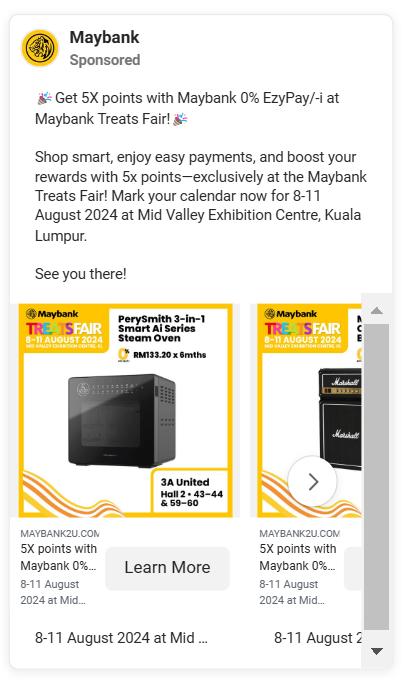 Maybank
Sponsored
🎉Get 5X points with Maybank 0% EzyPay/-i at
Maybank Treats Fair!🎉
Shop smart, enjoy easy payments, and boost your
rewards with 5x points—exclusively at the Maybank
Treats Fair! Mark your calendar now for 8-11
August 2024 at Mid Valley Exhibition Centre, Kuala
Lumpur.
See you there!
Maybank
TREATS FAIR
8-11 AUGUST 2024
MID VALLEY EXHIBITION CENTRE, KL
PerySmith 3-in-1
Smart Ai Series
Steam Oven
0%
RM133.20 x 6mths
3A United
Hall 2 • 43–44
& 59–60
Maybank
TREATS FAIR
8-11 AUGUST 2024
MID VALLEY EXHIBITION CENTRE, KL
Marshall
Marshall
MAYBANK2U.COM
5X points with
Maybank 0%...
8-11 August
2024 at Mid...
Learn More
MAYBANK2U.COM
5X points with
Maybank 0%...
8-11 August
2024 at Mid...
8-11 August 2024 at Mid ...
8-11 August 2